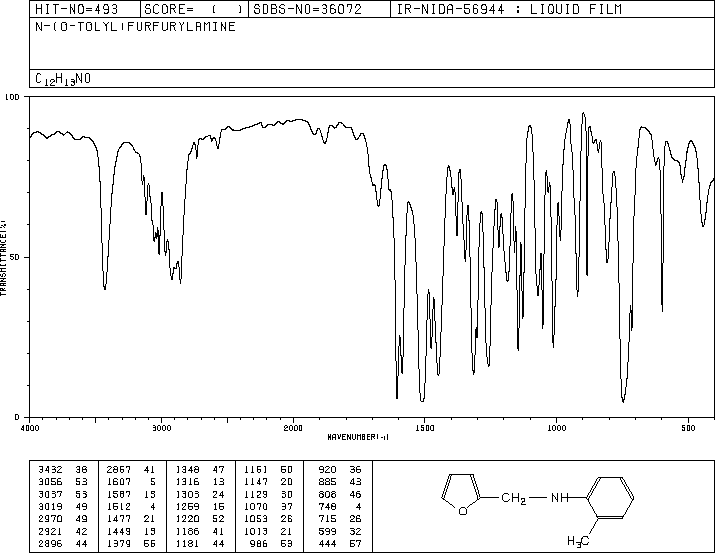 HIT-NO=493 SCORE= ( ) SDBS-NO=36072 IR-NIDA-56944 : LIQUID FILM
N-(O-TOLYL)FURFURYLAMINE
C12H13NO
100
50
0
TRANSMITTANCE(%)
4000 3000 2000 1500 1000 500
WAVENUMBER(-1)
3432 38 2867 41 1348 47 1161 60 920 36
3056 53 1607 5 1316 13 1147 20 885 43
3037 53 1587 13 1303 24 1129 30 808 46
3019 49 1512 4 1259 15 1070 37 748 4
2970 49 1477 21 1220 52 1053 26 715 26
2921 42 1449 13 1186 41 1013 21 599 32
2896 44 1379 55 1181 44 986 53 444 57
O
CH2
NH
H3C